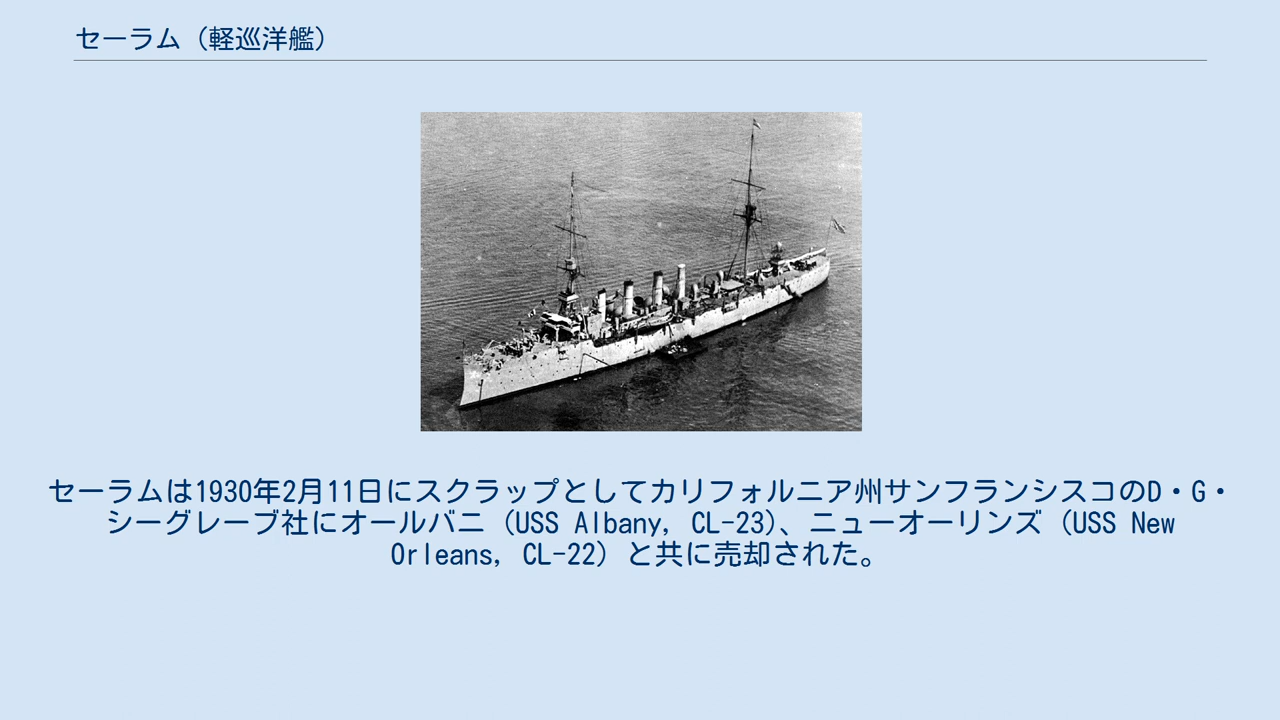 セーラム（軽巡洋艦）
セーラムは1930年2月11日にスクラップとしてカリフォルニア州サンフランシスコのD・G・
シーグレーブ社にオールバニ（USS Albany, CL-23)、ニューオーリンズ（USS New
Orleans, CL-22）と共に売却された。